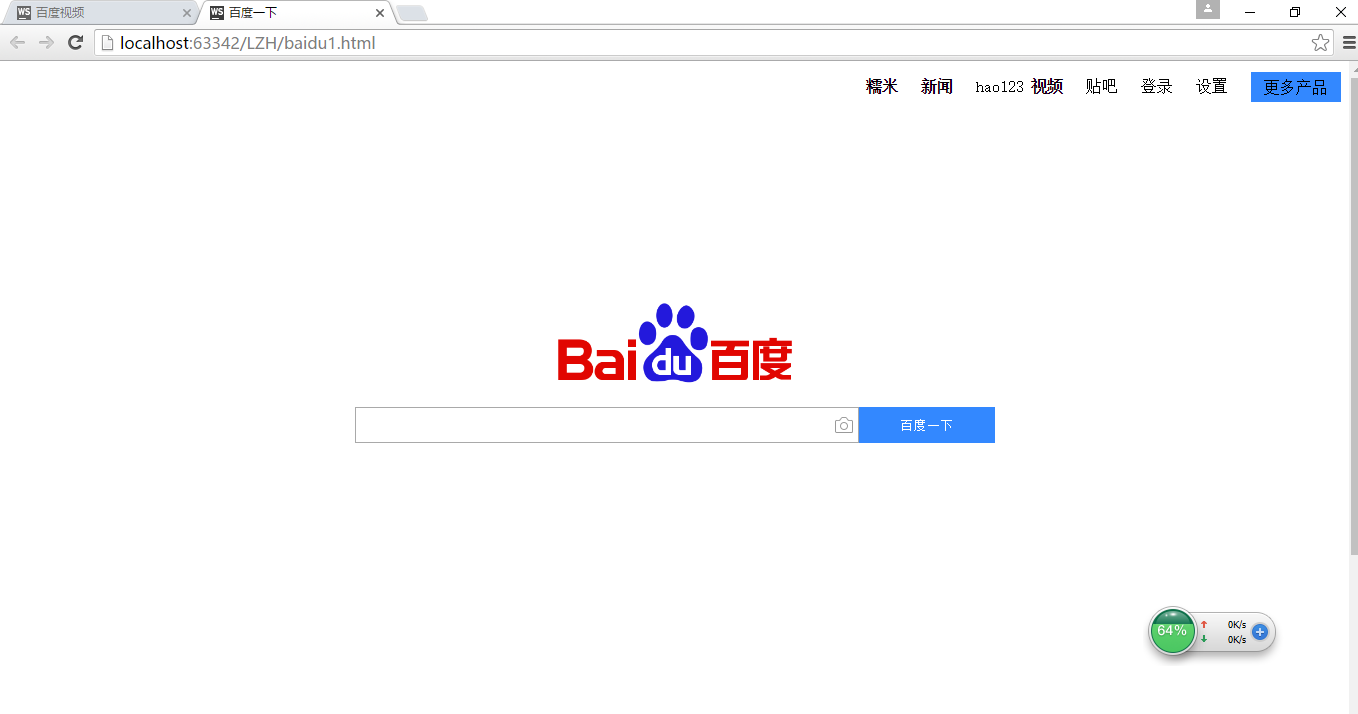 WS 百度视频 WS 百度一下
localhost:63342/LZH/baidu1.html
糯米 新闻 hao123 视频 贴吧 登录 设置 更多产品
Bai du 百度
百度一下
64% 0K/s
0K/s